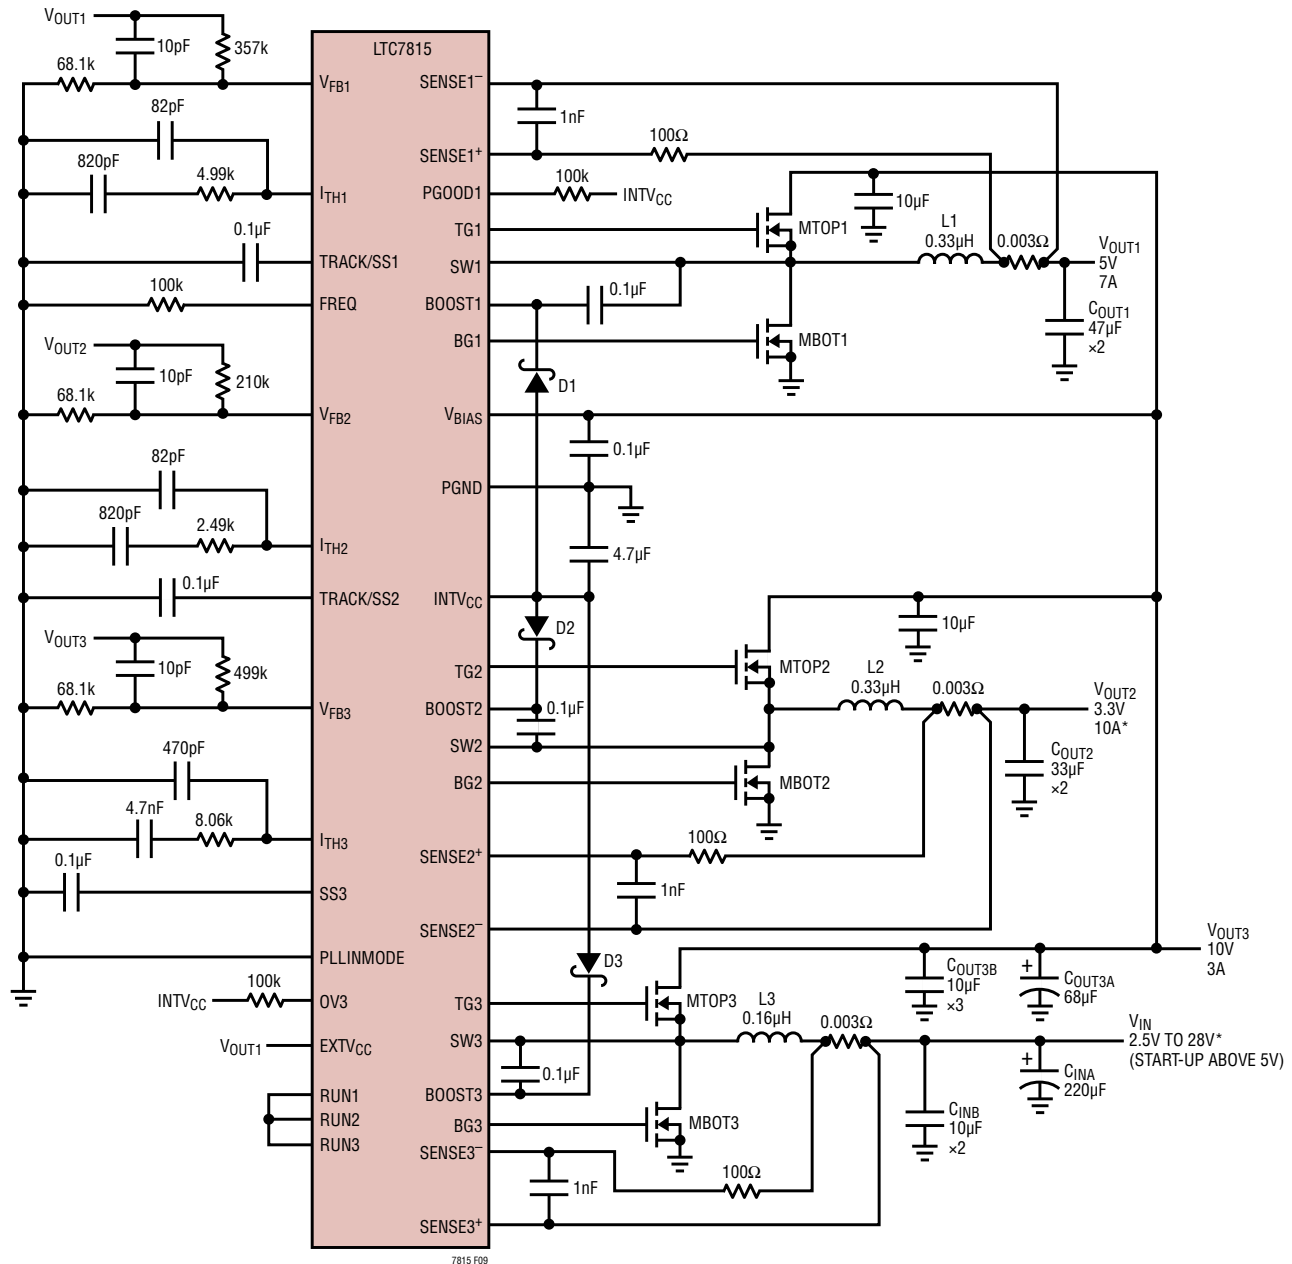 VOUT1
10pF
357k
68.1k
VFB1
82pF
820pF
4.99k
ITH1
0.1µF
TRACK/SS1
100k
FREQ
VOUT2
10pF
210k
68.1k
VFB2
82pF
820pF
2.49k
ITH2
0.1µF
TRACK/SS2
VOUT3
10pF
499k
68.1k
VFB3
470pF
4.7nF
8.06k
ITH3
0.1µF
SS3
PLLINMODE
100k
INTVCC
OV3
VOUT1
EXTVCC
RUN1
RUN2
RUN3
LTC7815
SENSE1–
1nF
100Ω
SENSE1+
PGOOD1
100k
INTVCC
10µF
TG1
MTOP1
L1
0.33µH
0.003Ω
VOUT1
5V
7A
SW1
BOOST1
0.1µF
COUT1
47µF
×2
BG1
MBOT1
D1
VBIAS
0.1µF
PGND
4.7µF
INTVCC
D2
10µF
TG2
MTOP2
L2
0.33µH
0.003Ω
VOUT2
3.3V
10A*
BOOST2
0.1µF
SW2
COUT2
33µF
×2
BG2
MBOT2
100Ω
SENSE2+
1nF
SENSE2–
VOUT3
10V
3A
D3
COUT3B
10µF
×3
+
COUT3A
68µF
TG3
MTOP3
L3
0.16µH
0.003Ω
SW3
VIN
2.5V TO 28V*
(START-UP ABOVE 5V)
0.1µF
BOOST3
+
CINA
220µF
CINB
10µF
×2
BG3
MBOT3
SENSE3–
100Ω
1nF
SENSE3+
7815 F09